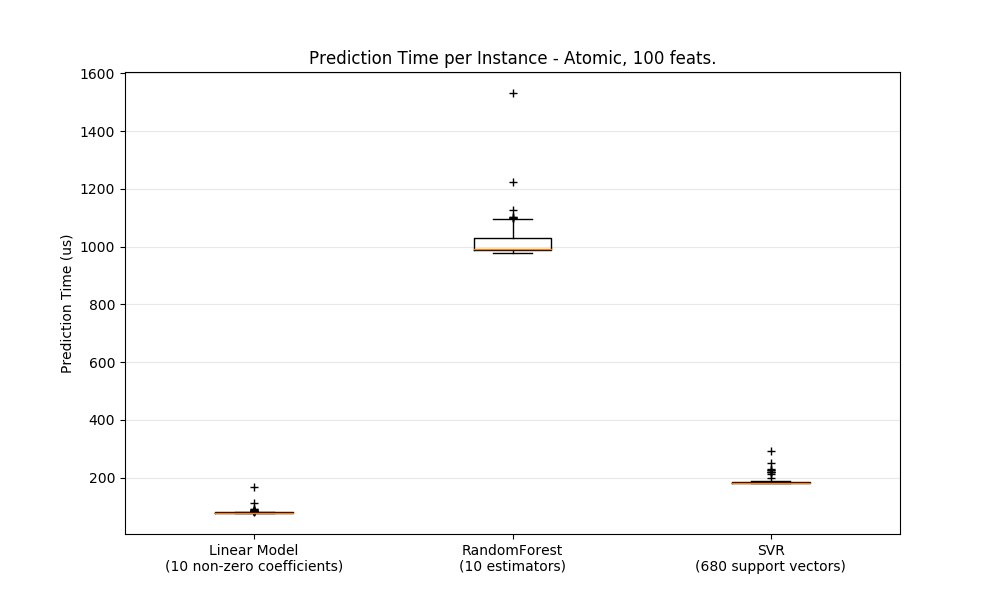 Prediction Time per Instance - Atomic, 100 feats.
Prediction Time (us)
1600
1400
1200
1000
800
600
400
200
Linear Model
(10 non-zero coefficients)
RandomForest
(10 estimators)
SVR
(680 support vectors)